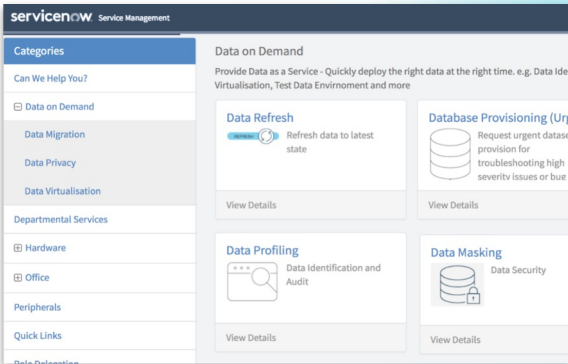 servicenow Service Management
Categories
Can We Help You?
Data on Demand
Data Migration
Data Privacy
Data Virtualisation
Departmental Services
Hardware
Office
Peripherals
Quick Links
Role Delegation
Data on Demand
Provide Data as a Service - Quickly deploy the right data at the right time. e.g. Data Ide
Virtualisation, Test Data Envirnoment and more
Data Refresh
REFRESH
Refresh data to latest
state
View Details
Database Provisioning (Urg
Request urgent datase
provision for
troubleshooting high
severity issues or bug
View Details
Data Profiling
Data Identification and
Audit
View Details
Data Masking
Data Security
View Details